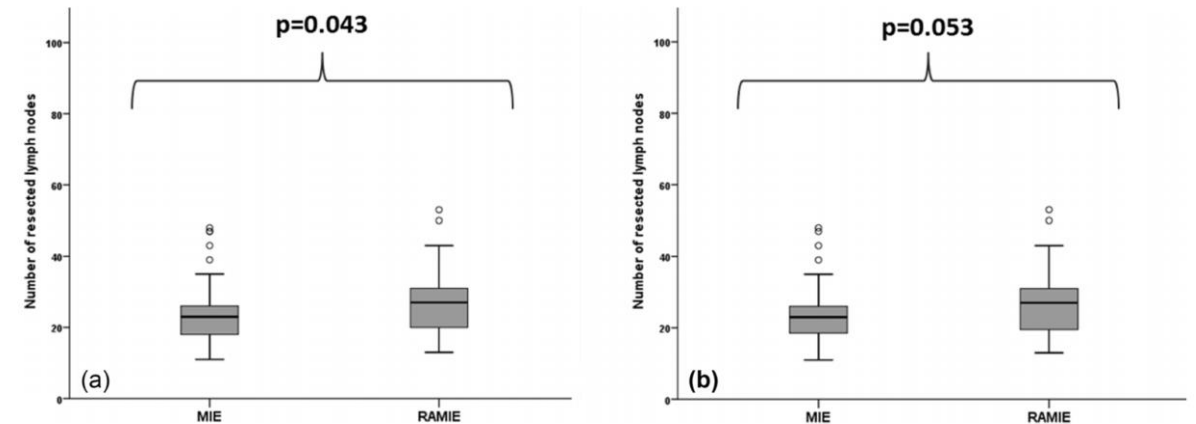 p=0.043
Number of resected lymph nodes
100
80
60
40
20
0
(a)
MIE
RAMIE
p=0.053
Number of resected lymph nodes
100
80
60
40
20
0
(b)
MIE
RAMIE